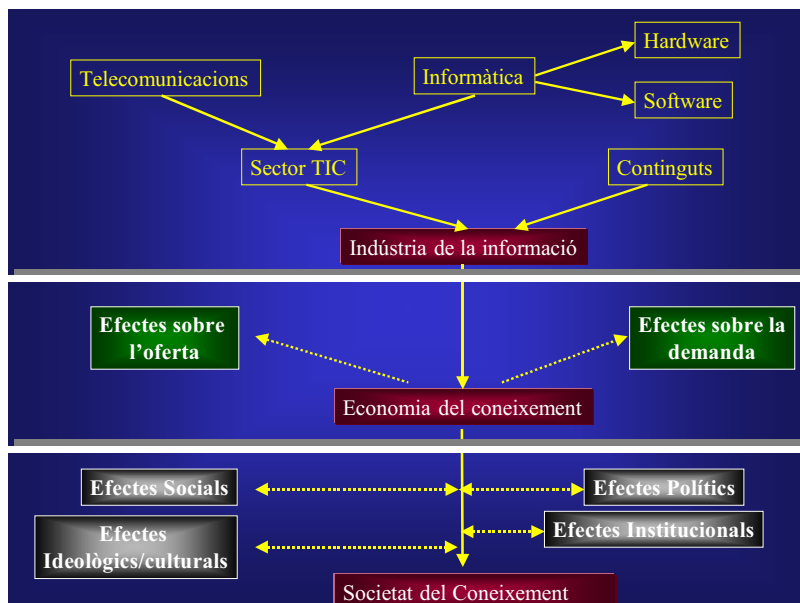 Hardware
Telecomunicacions
Informàtica
Software
Sector TIC
Continguts
Indústria de la informació
Efectes sobre
l’oferta
Efectes sobre la
demanda
Economia del coneixement
Efectes Socials
Efectes Polítics
Efectes
Ideològics/culturals
Efectes Institucionals
Societat del Coneixement